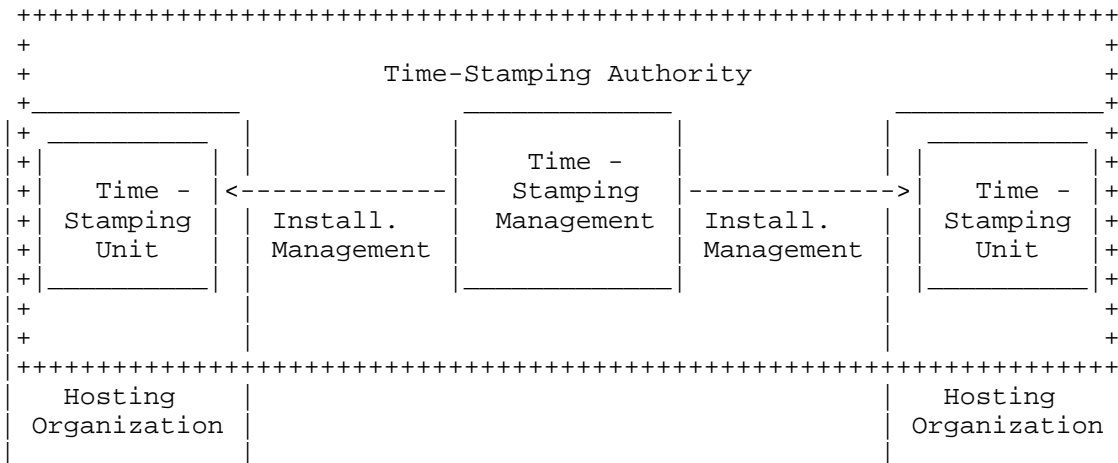 Time-Stamping Authority
Time -
Time - Stamping Time -
Stamping Install. Management Install. Stamping
Unit Management Management Unit
Hosting Hosting
Organization Organization